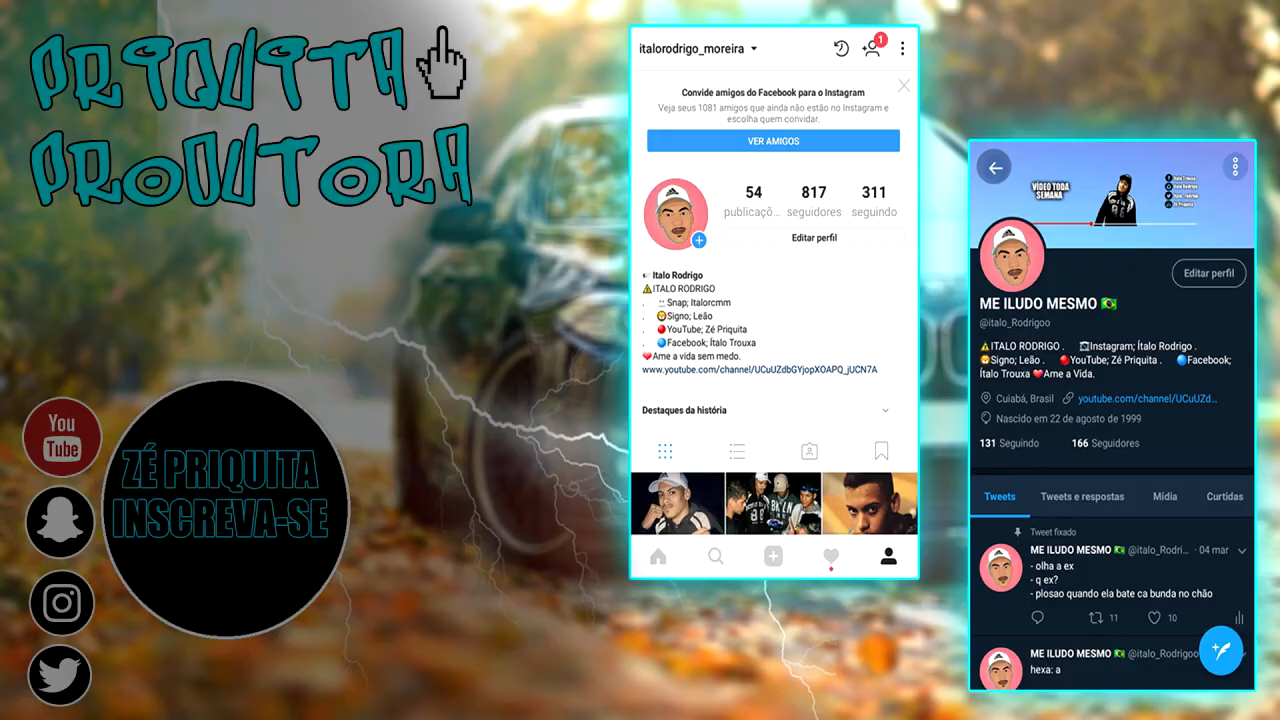 PRIQUITA
PRODUTORA
You
Tube
ZÉ PRIQUITA
INSCREVA-SE
italorodrigo_moreira
1
Convide amigos do Facebook para o Instagram
Veja seus 1081 amigos que ainda não estão no Instagram e
escolha quem convidar.
VER AMIGOS
54 817 311
publicaçõ... seguidores seguindo
Editar perfil
Italo Rodrigo
⚠ITALO RODRIGO
. Snap; Italorcmm
. 🦁Signo; Leão
. 🔴YouTube; Zé Priquita
. 🔵Facebook; Ítalo Trouxa
❤Ame a vida sem medo.
www.youtube.com/channel/UCuUZdbGYjopXOAPQ_jUCN7A
Destaques da história
VÍDEO TODA
SEMANA
Ítalo Trouxa
Zé Priquita
Editar perfil
ME ILUDO MESMO 🇧🇷
@italo_Rodrigoo
⚠ITALO RODRIGO . 📷Instagram; Ítalo Rodrigo .
🦁Signo; Leão . 🔴YouTube; Zé Priquita . 🔵Facebook;
Ítalo Trouxa ❤Ame a Vida.
Cuiabá, Brasil youtube.com/channel/UCuUZd...
Nascido em 22 de agosto de 1999
131 Seguindo 166 Seguidores
Tweets Tweets e respostas Mídia Curtidas
Tweet fixado
ME ILUDO MESMO 🇧🇷 @italo_Rodri... · 04 mar
- olha a ex
- q ex?
- plosao quando ela bate ca bunda no chão
11 10
ME ILUDO MESMO 🇧🇷 @italo_Rodrigoo
hexa: a